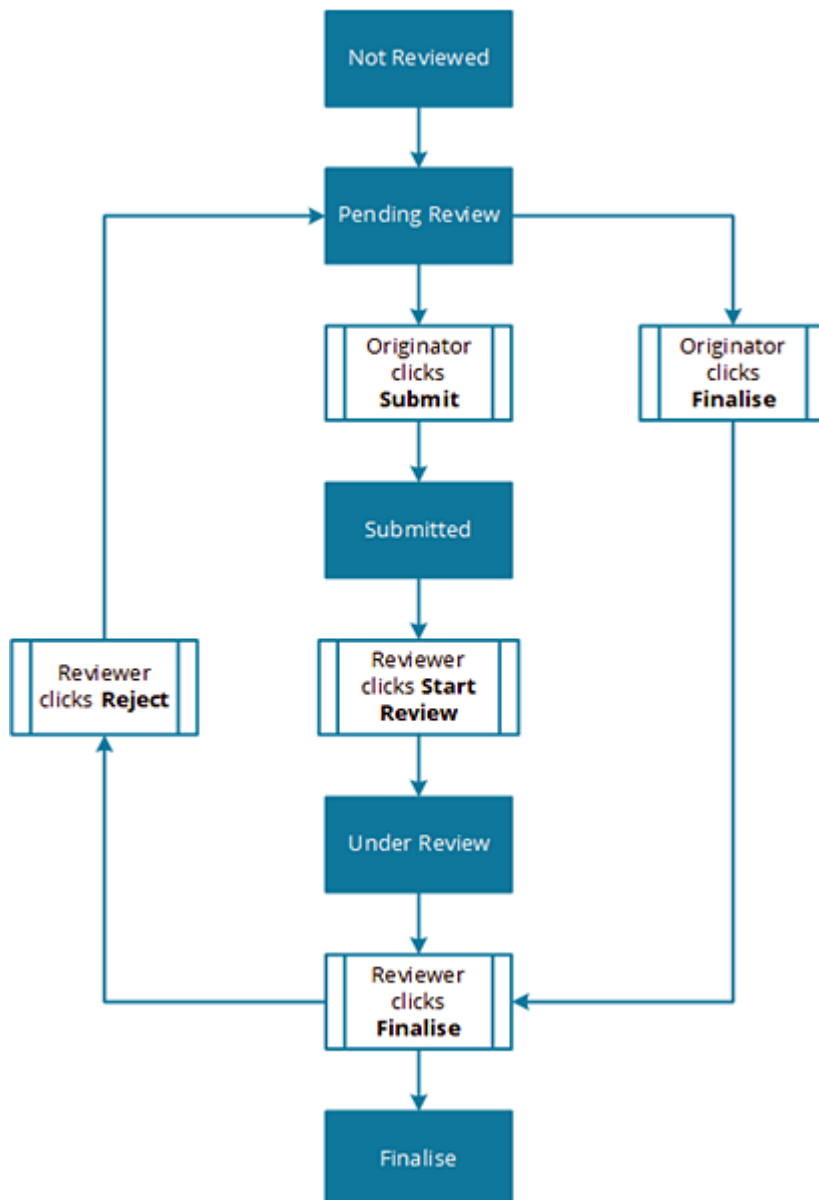 Not Reviewed
Pending Review
Originator
clicks
Submit
Originator
clicks
Finalise
Submitted
Reviewer
clicks Reject
Reviewer
clicks Start
Review
Under Review
Reviewer
clicks
Finalise
Finalise